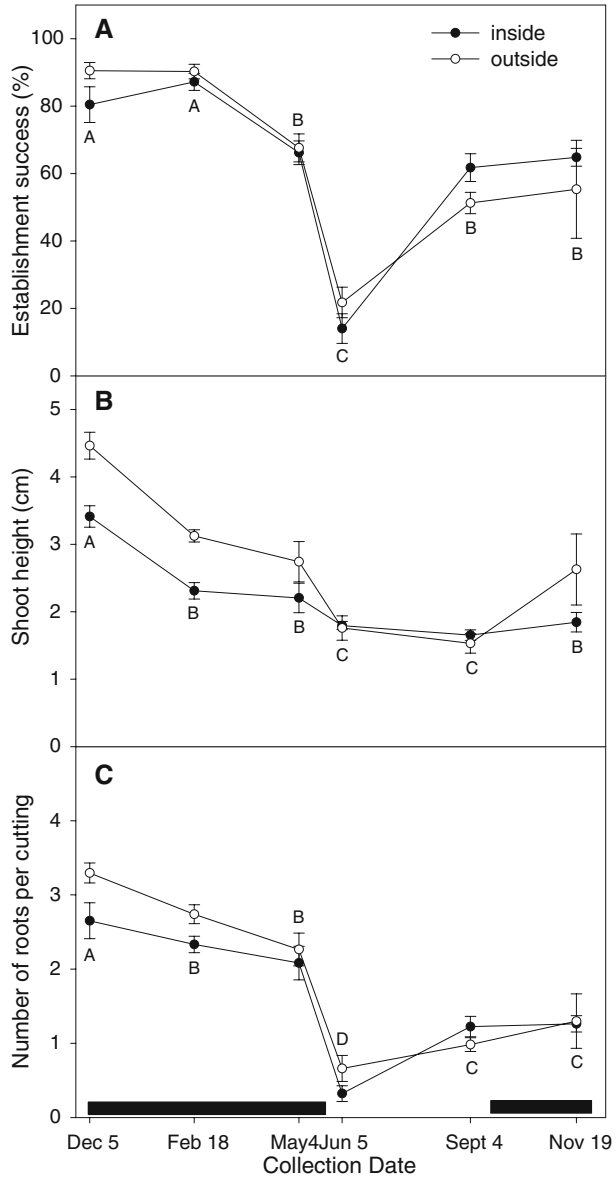 A
inside
outside
Establishment success (%)
100
80
60
40
20
0
A
A
B
C
B
B
B
Shoot height (cm)
5
4
3
2
1
0
A
B
B
C
C
B
C
Number of roots per cutting
4
3
2
1
0
A
B
B
D
C
C
Dec 5 Feb 18 May4Jun 5 Sept 4 Nov 19
Collection Date